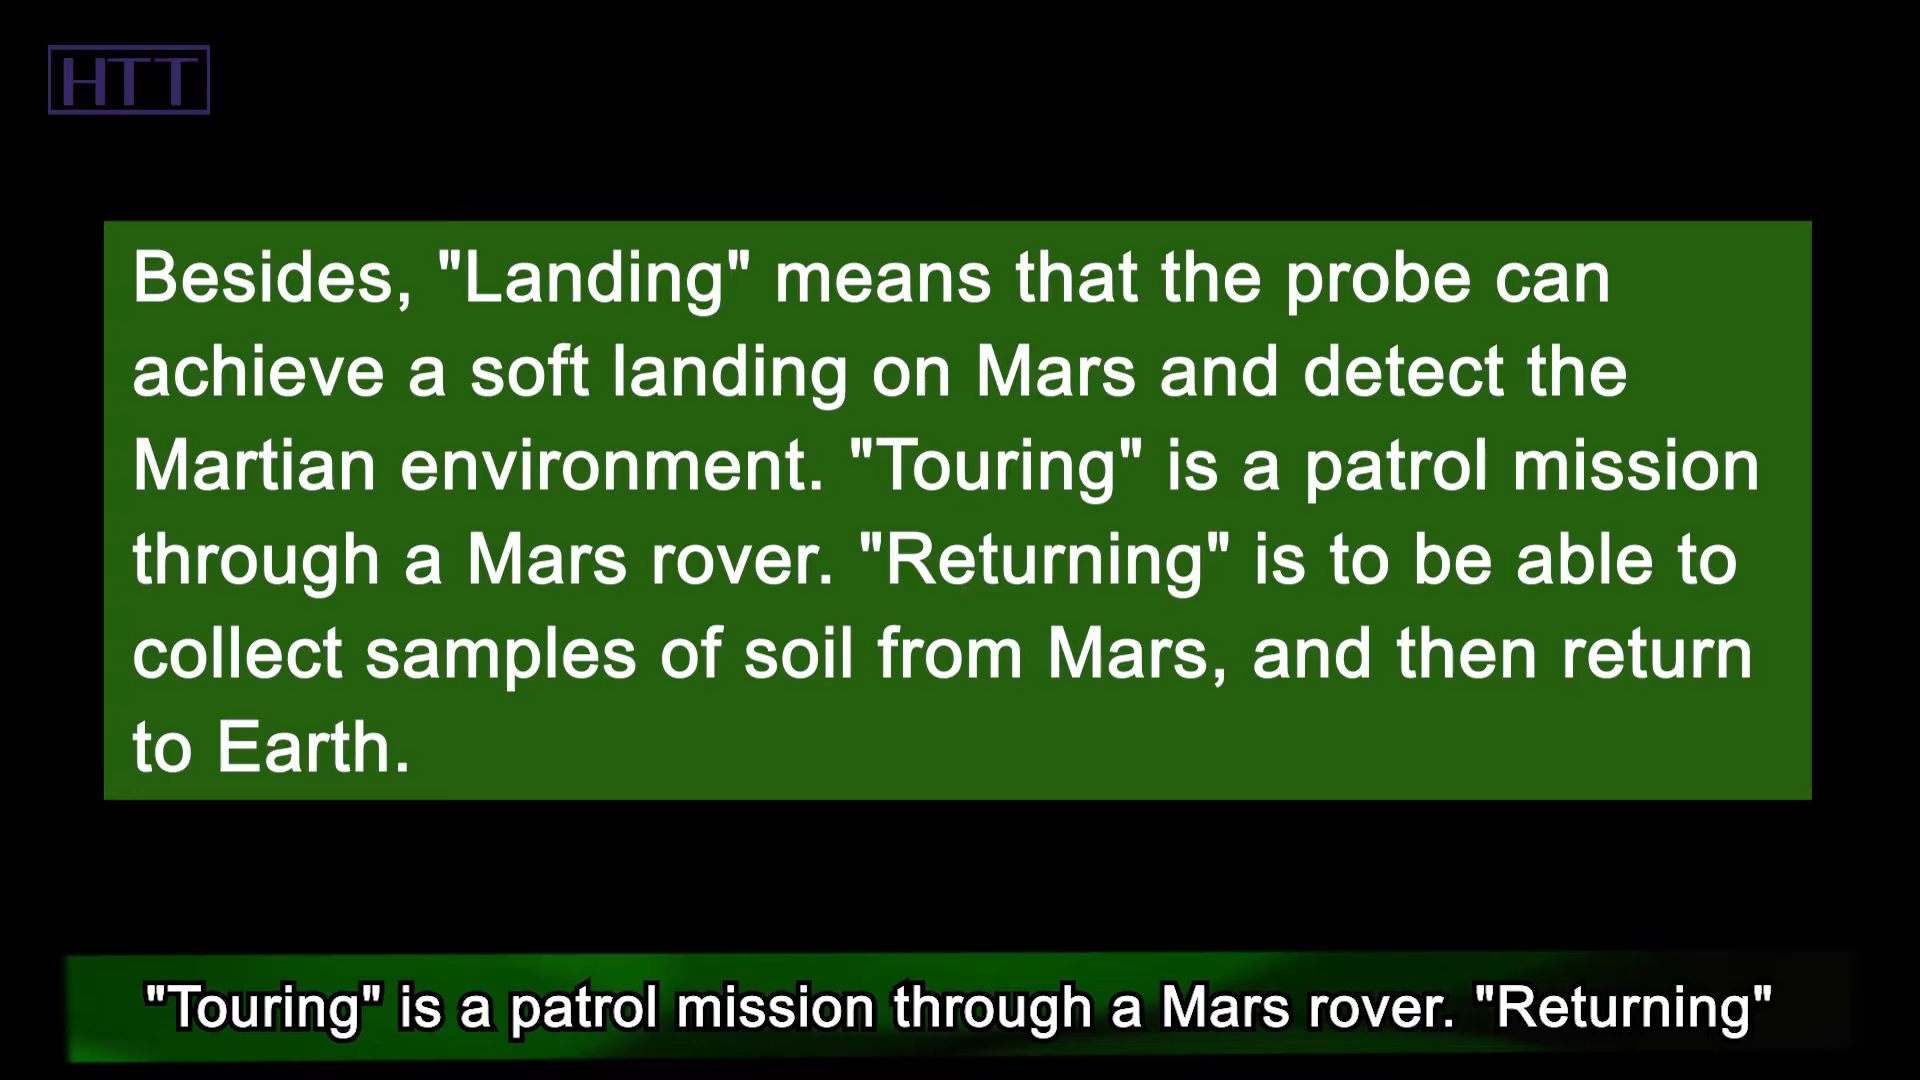 HTT
Besides, "Landing" means that the probe can
achieve a soft landing on Mars and detect the
Martian environment. "Touring" is a patrol mission
through a Mars rover. "Returning" is to be able to
collect samples of soil from Mars, and then return
to Earth.
"Touring" is a patrol mission through a Mars rover. "Returning"